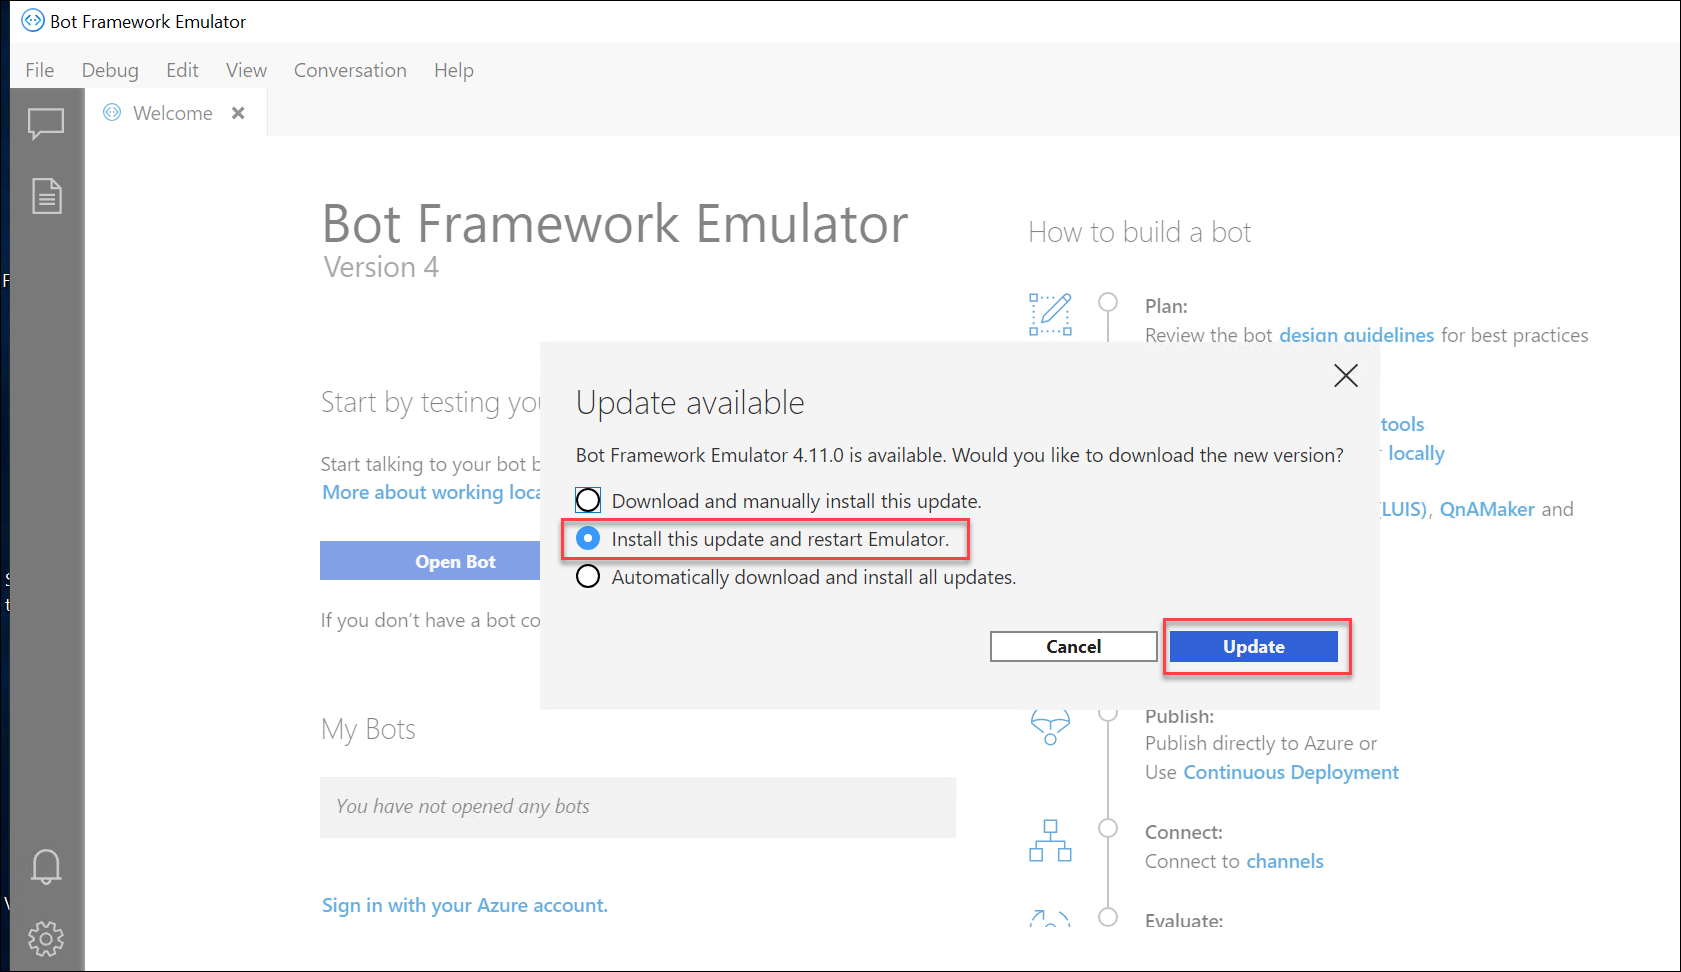 Bot Framework Emulator
File Debug Edit View Conversation Help
Welcome
Bot Framework Emulator
Version 4
Start by testing
Start talking to your bot
More about working
Open Bot
If you don't have a bot
My Bots
You have not opened any bots
Sign in with your Azure account.
How to build a bot
Plan:
Review the bot design guidelines for best practices
tools
locally
(LUIS), QnAMaker and
Publish:
Publish directly to Azure or
Use Continuous Deployment
Connect:
Connect to channels
Evaluate:
Update available
Bot Framework Emulator 4.11.0 is available. Would you like to download the new version?
Download and manually install this update.
Install this update and restart Emulator.
Automatically download and install all updates.
Cancel
Update